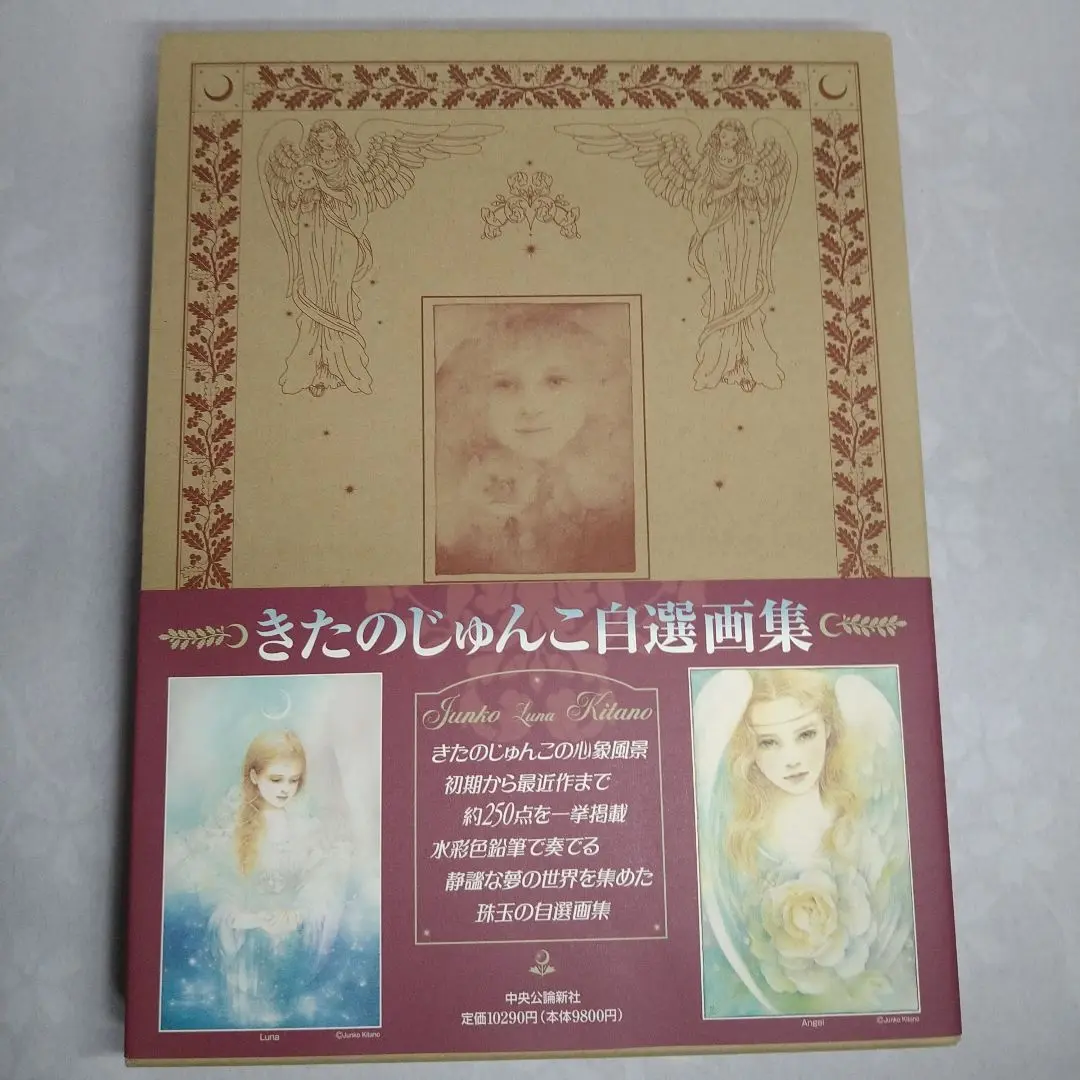 きたのじゅんこ自選画集
Junko Luna Kitano
きたのじゅんこの心象風景
初期から最近作まで
約250点を一挙掲載
水彩色鉛筆で奏でる
静謐な夢の世界を集めた
珠玉の自選画集
中央公論新社
定価10290円(本体9800円)
Luna
©Junko Kitano
Angel
©Junko Kitano